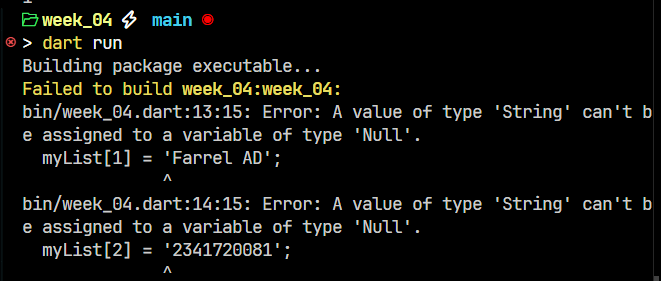 week_04 main
> dart run
Building package executable...
Failed to build week_04:week_04:
bin/week_04.dart:13:15: Error: A value of type 'String' can't b
e assigned to a variable of type 'Null'.
myList[1] = 'Farrel AD';
^
bin/week_04.dart:14:15: Error: A value of type 'String' can't b
e assigned to a variable of type 'Null'.
myList[2] = '2341720081';
^